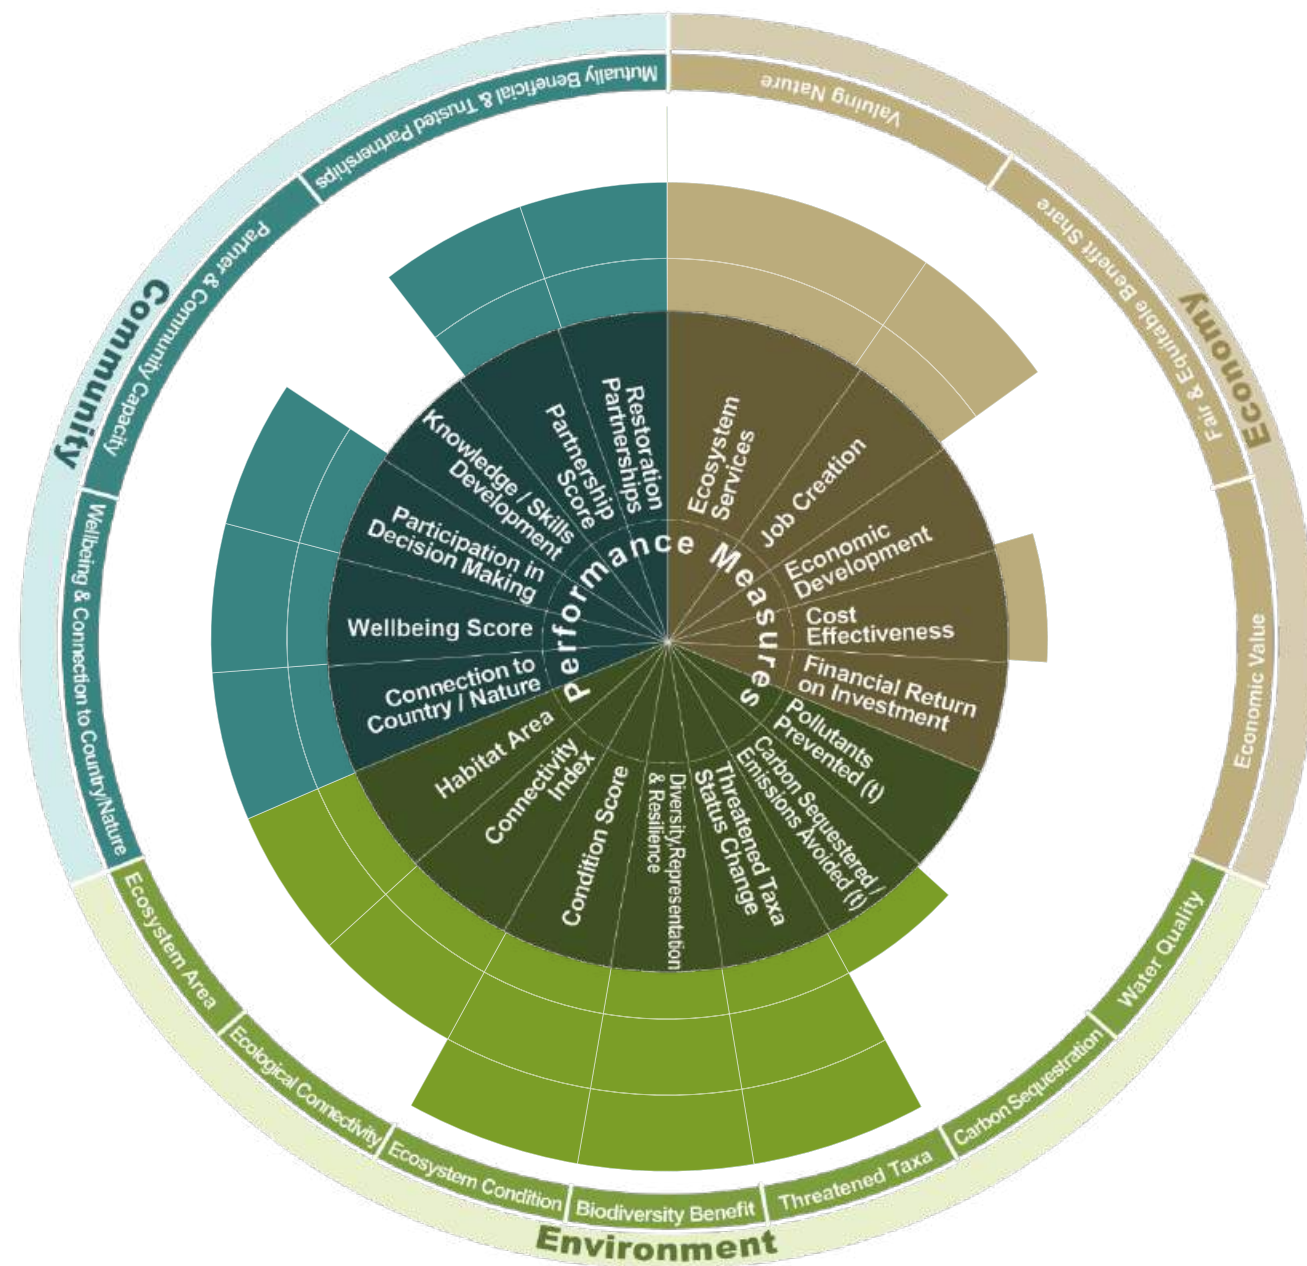 Community
Mutually Beneficial & Trusted Partnerships
Partner & Community Capacity
Wellbeing & Connection to Country/Nature
Economy
Valuing Nature
Fair & Equitable Benefit Share
Economic Value
Environment
Ecosystem Area
Ecological Connectivity
Ecosystem Condition
Biodiversity Benefit
Threatened Taxa
Carbon Sequestration
Water Quality
Performance Measures
Restoration
Partnerships
Partnership
Score
Knowledge / Skills
Development
Participation in
Decision Making
Wellbeing Score
Connection to
Country / Nature
Ecosystem
Services
Job Creation
Economic
Development
Cost
Effectiveness
Financial Return
on Investment
Habitat Area
Connectivity
Index
Condition Score
Diversity,Representation
& Resilience
Threatened Taxa
Status Change
Carbon Sequestered /
Emissions Avoided (t)
Pollutants
Prevented (t)